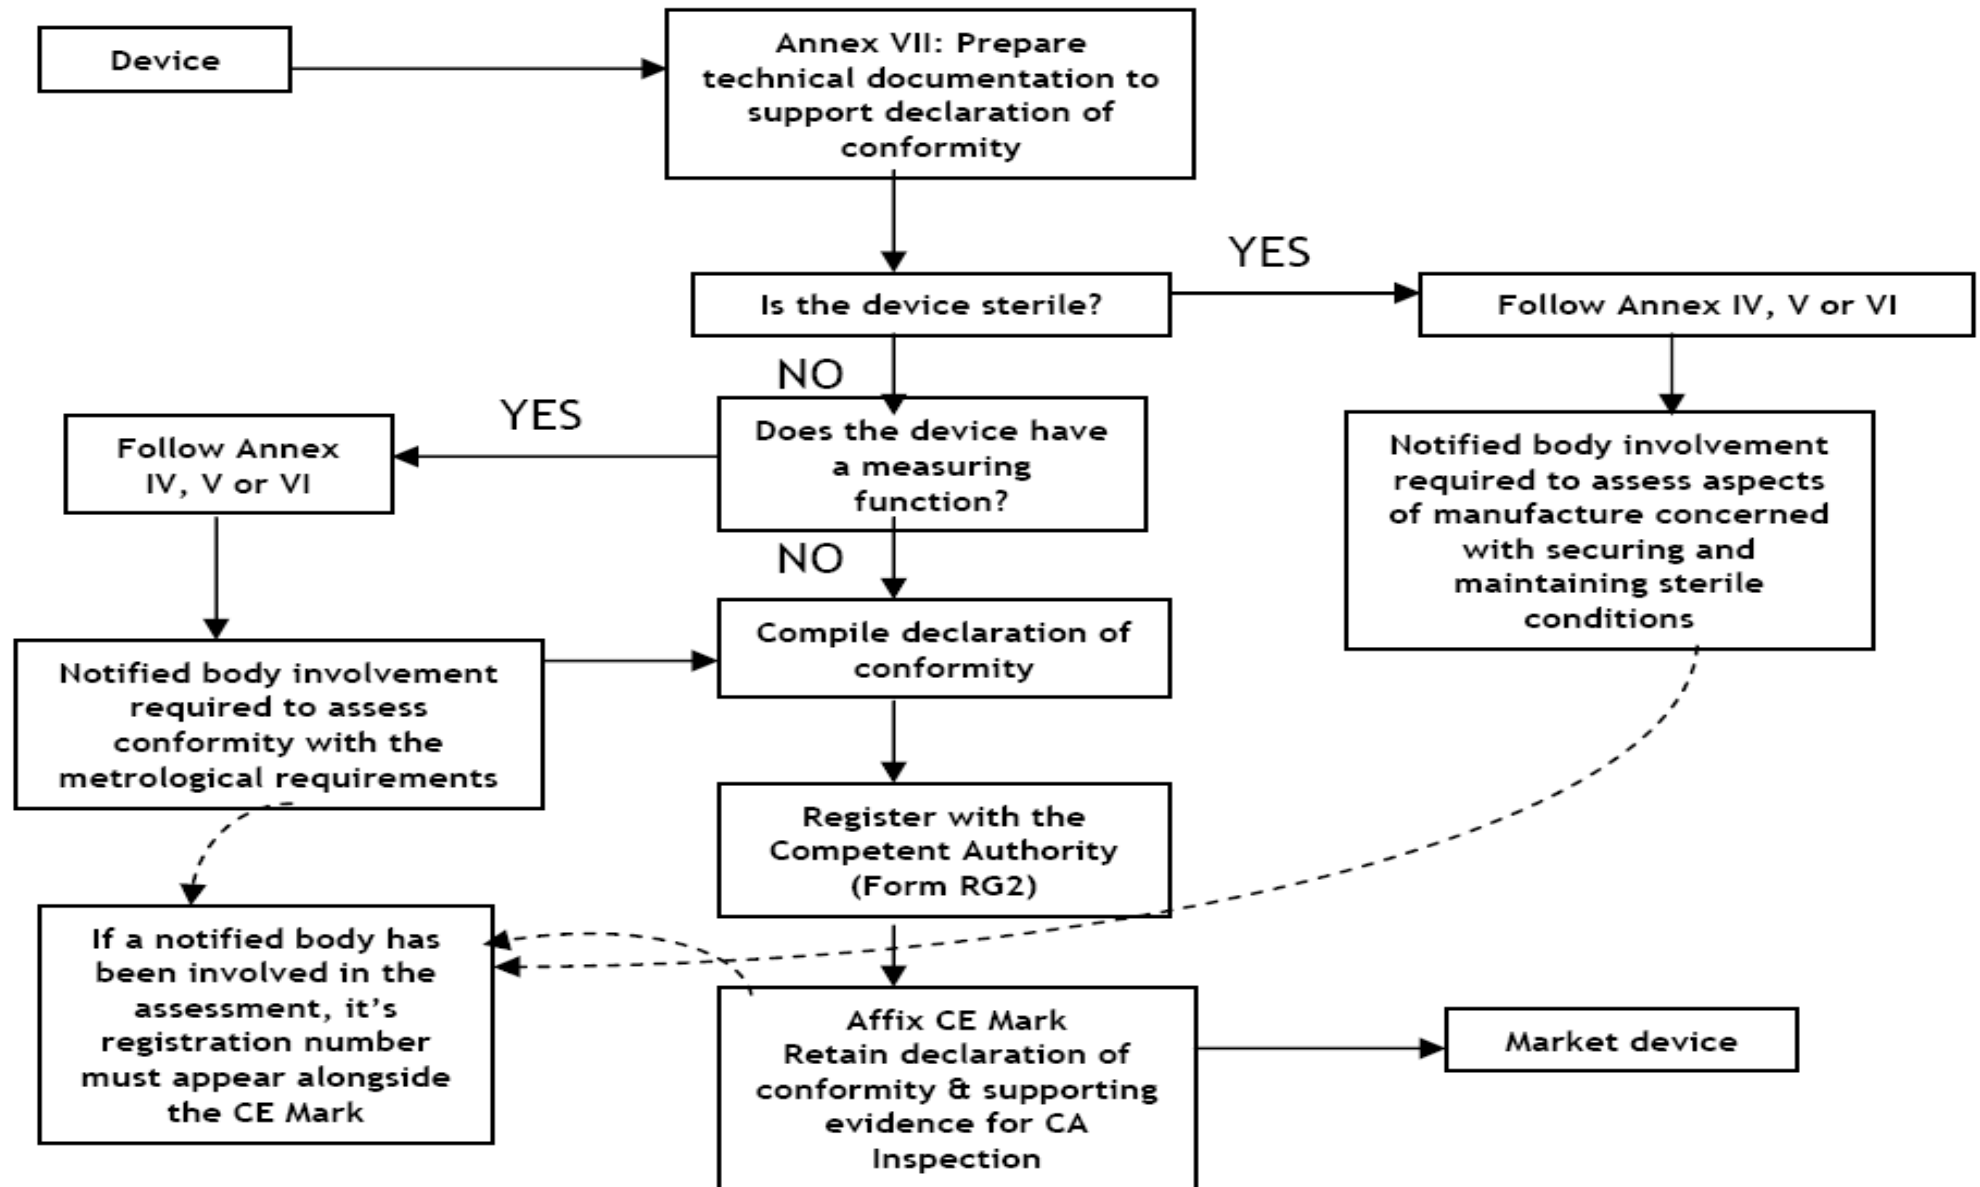 Device
Annex VII: Prepare
technical documentation to
support declaration of
conformity
YES
Is the device sterile?
Follow Annex IV, V or VI
NO
YES
Does the device have
a measuring
function?
Follow Annex
IV, V or VI
Notified body involvement
required to assess aspects
of manufacture concerned
with securing and
maintaining sterile
conditions
NO
Compile declaration of
conformity
Notified body involvement
required to assess
conformity with the
metrological requirements
Register with the
Competent Authority
(Form RG2)
If a notified body has
been involved in the
assessment, it’s
registration number
must appear alongside
the CE Mark
Affix CE Mark
Retain declaration of
conformity & supporting
evidence for CA
Inspection
Market device